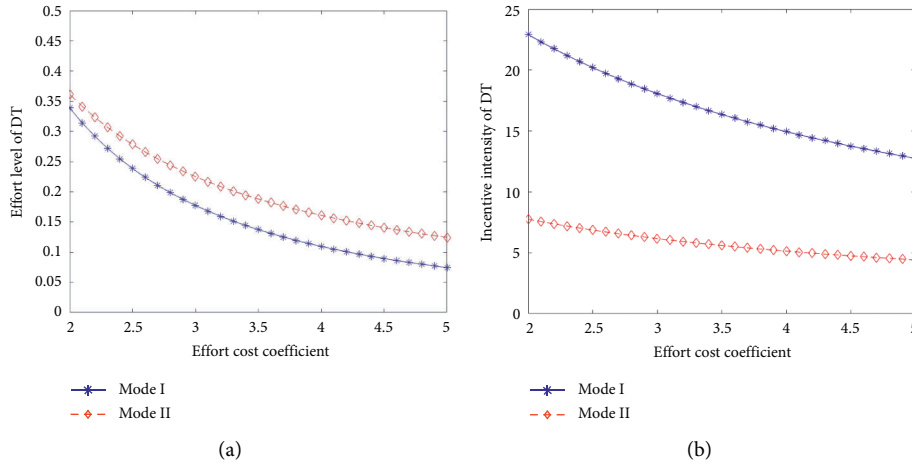 0.5
0.45
0.4
0.35
0.3
0.25
0.2
0.15
0.1
0.05
0
Effort level of DT
2 2.5 3 3.5 4 4.5 5
Effort cost coefficient
Mode I
Mode II
(a)
25
20
15
10
5
0
Incentive intensity of DT
2 2.5 3 3.5 4 4.5 5
Effort cost coefficient
Mode I
Mode II
(b)